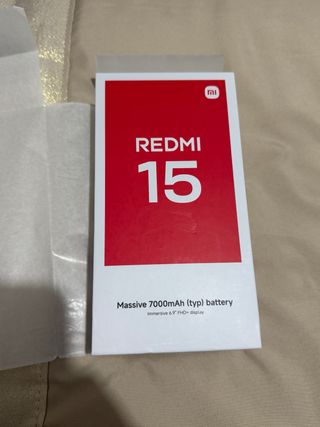 mi
REDMI
15
Massive 7000mAh (typ) battery
Immersive 6.9" FHD+ display